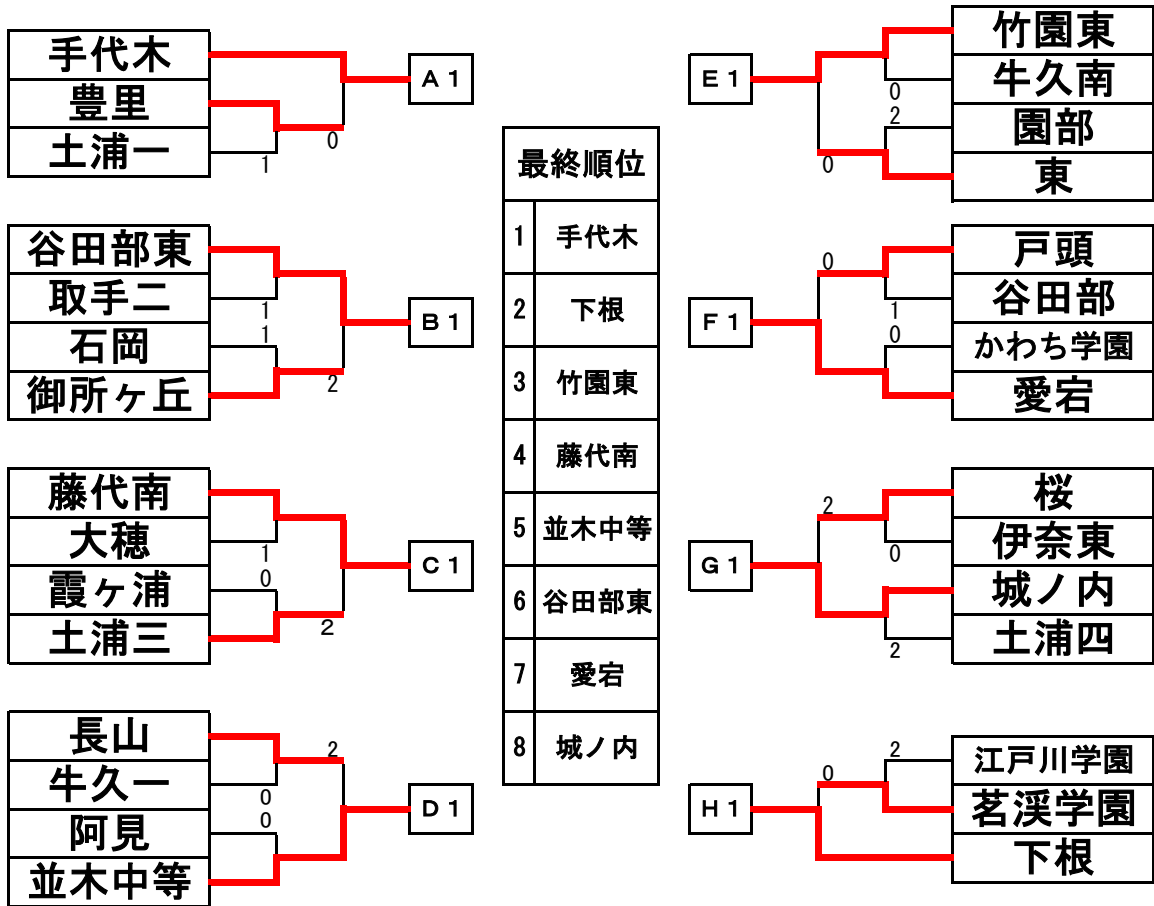 手代木
豊里
土浦一
1
0
A1
谷田部東
取手二
石岡
御所ヶ丘
1
1
2
B1
藤代南
大穂
霞ヶ浦
土浦三
1
0
2
C1
長山
牛久一
阿見
並木中等
0
0
2
D1
最終順位
1 手代木
2 下根
3 竹園東
4 藤代南
5 並木中等
6 谷田部東
7 愛宕
8 城ノ内
E1
0
2
0
竹園東
牛久南
園部
東
F1
0
1
0
戸頭
谷田部
かわち学園
愛宕
G1
2
0
2
桜
伊奈東
城ノ内
土浦四
H1
0
2
江戸川学園
茗溪学園
下根